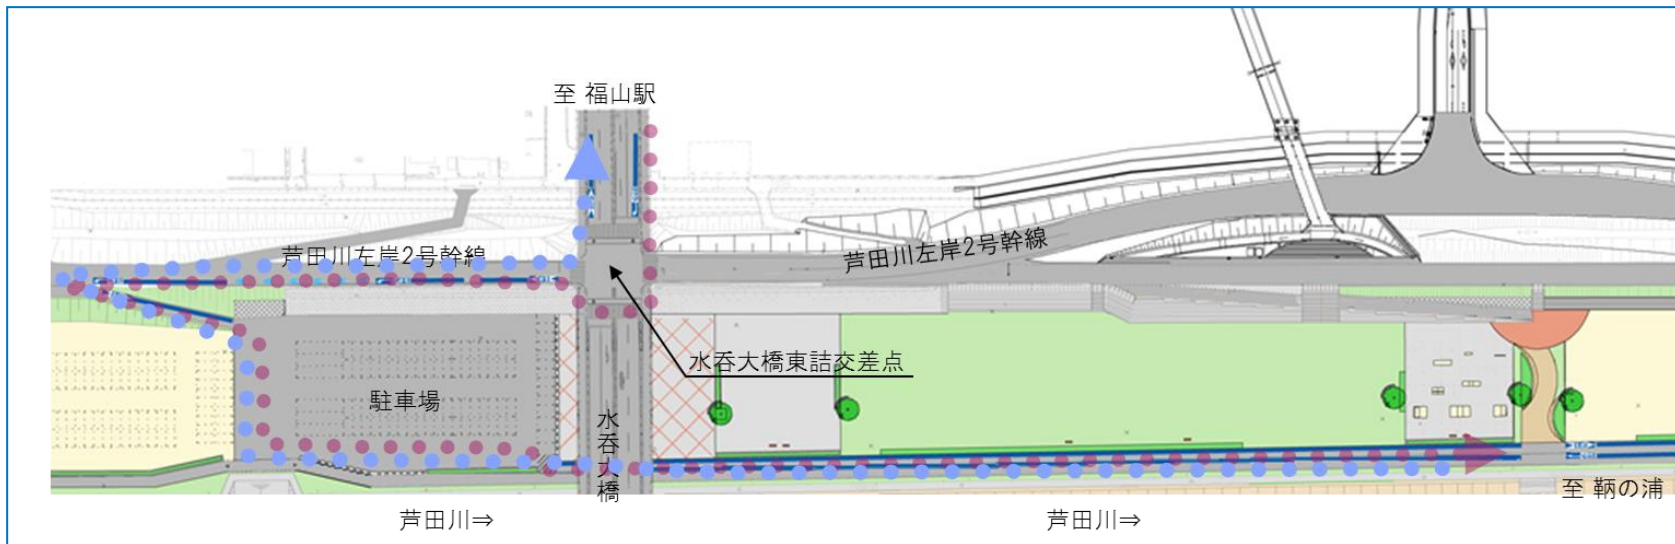 至 福山駅
芦田川左岸2号幹線
芦田川左岸2号幹線
水呑大橋東詰交差点
駐車場
水呑大橋
至 鞆の浦
芦田川⇒
芦田川⇒